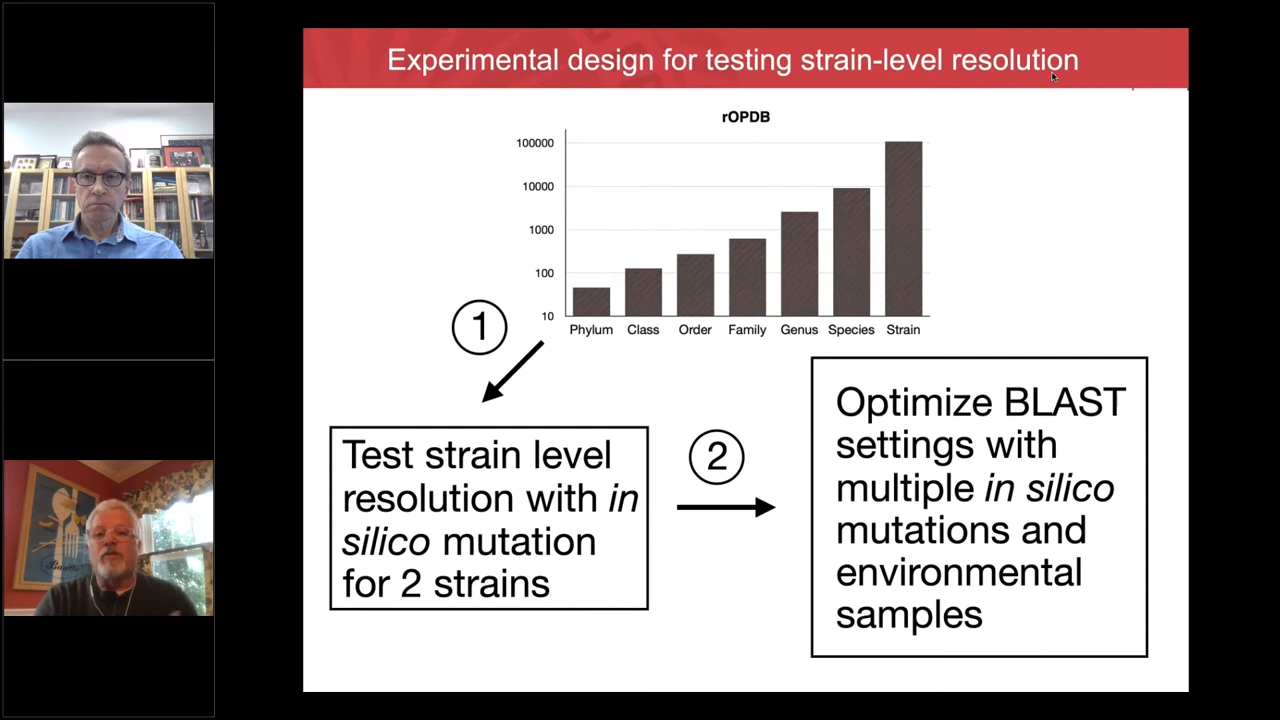 Experimental design for testing strain-level resolution
rOPDB
100000
10000
1000
100
10
Phylum Class Order Family Genus Species Strain
1
Test strain level
resolution with in
silico mutation
for 2 strains
2
Optimize BLAST
settings with
multiple in silico
mutations and
environmental
samples